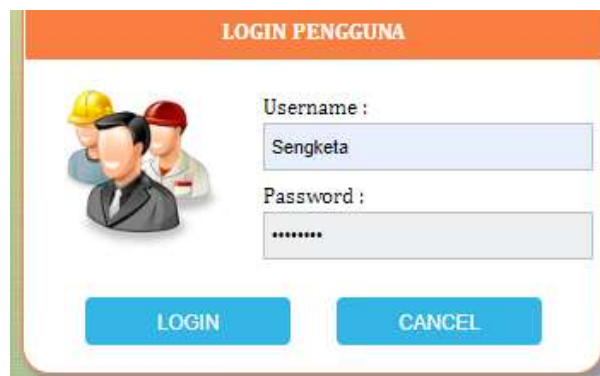 LOGIN PENGGUNA
Username :
Sengketa
Password :
••••••••
LOGIN CANCEL